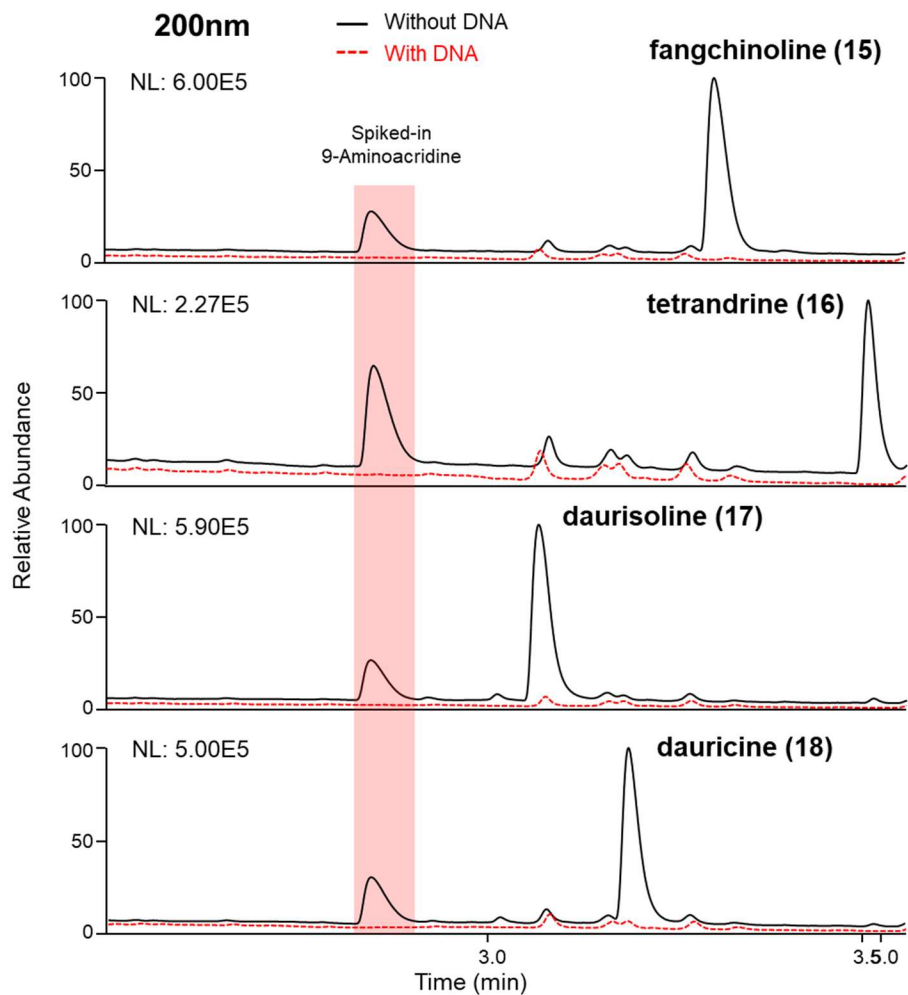 200nm
Without DNA
With DNA
fangchinoline (15)
NL: 6.00E5
Spiked-in
9-Aminoacridine
100
50
0
tetrandrine (16)
NL: 2.27E5
100
50
0
daurisoline (17)
NL: 5.90E5
100
50
0
dauricine (18)
NL: 5.00E5
100
50
0
Relative Abundance
3.0
3.55.0
Time (min)